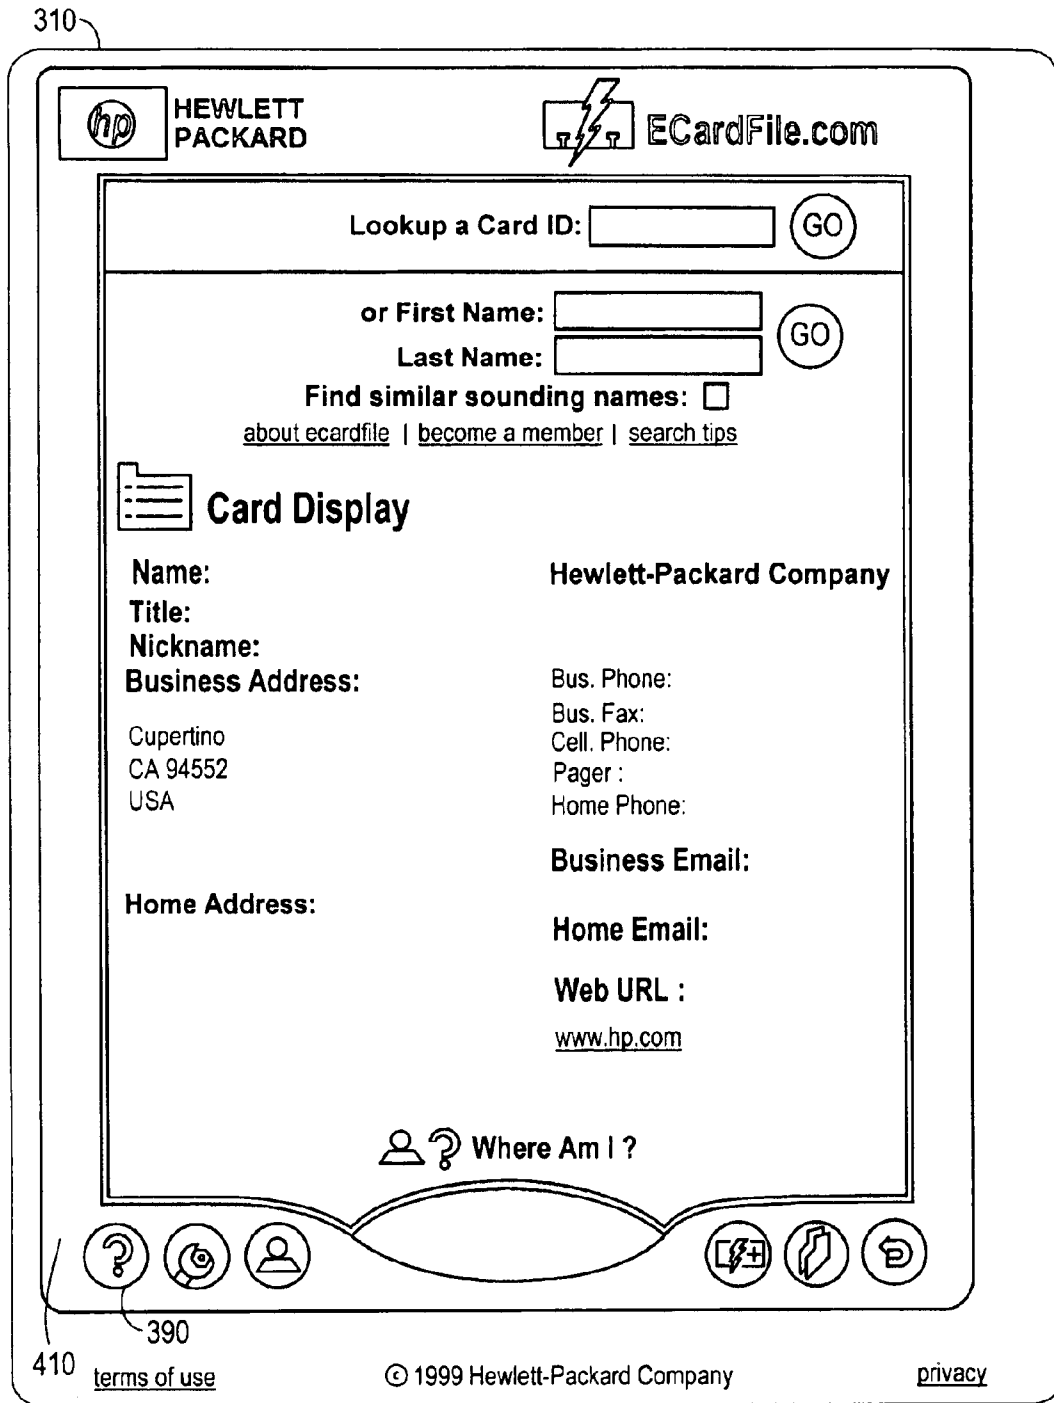 310
hp HEWLETT
PACKARD
ECardFile.com
Lookup a Card ID: GO
or First Name:
Last Name:
GO
Find similar sounding names:
about ecardfile | become a member | search tips
Card Display
Name: Hewlett-Packard Company
Title:
Nickname:
Business Address:
Cupertino
CA 94552
USA
Home Address:
Bus. Phone:
Bus. Fax:
Cell. Phone:
Pager :
Home Phone:
Business Email:
Home Email:
Web URL :
www.hp.com
Where Am I ?
390
410
terms of use © 1999 Hewlett-Packard Company privacy